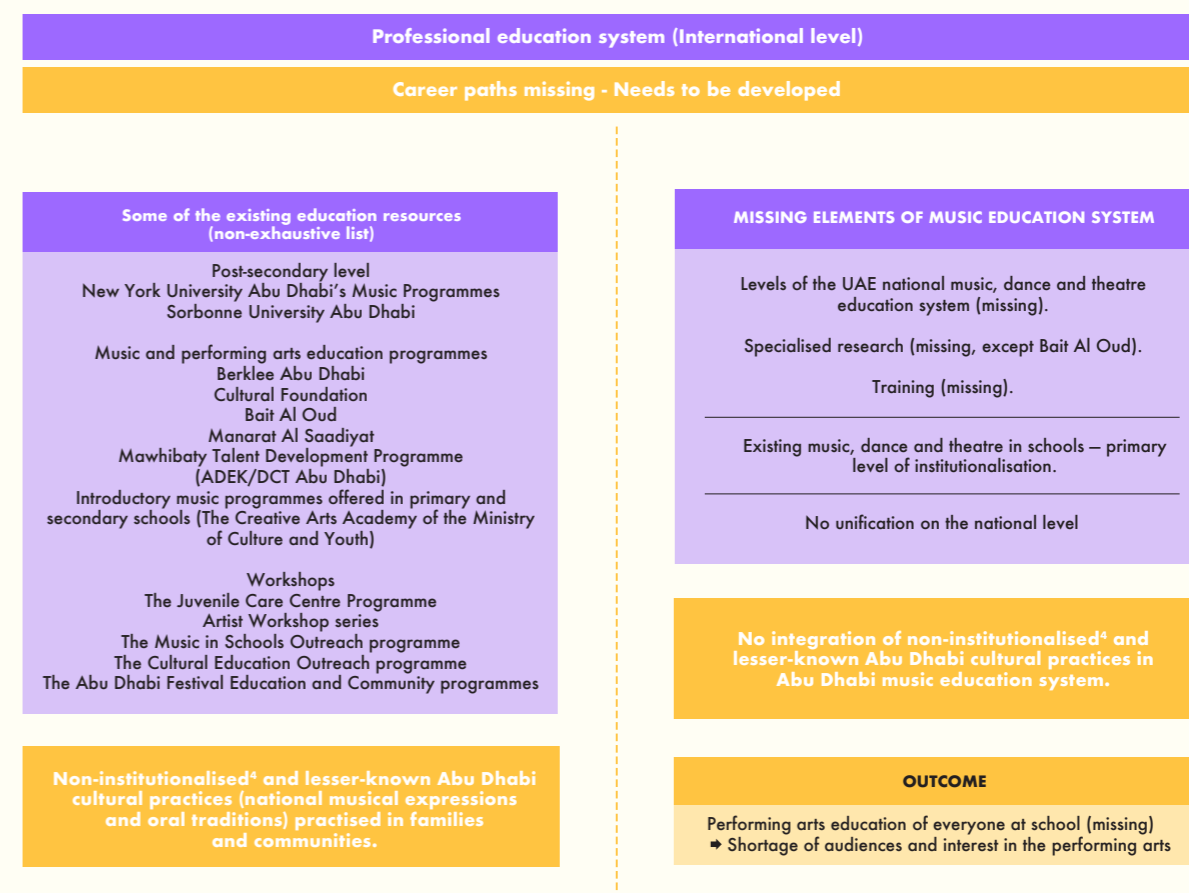 Professional education system (International level)
Career paths missing - Needs to be developed
Some of the existing education resources
(non-exhaustive list)
Post-secondary level
New York University Abu Dhabi’s Music Programmes
Sorbonne University Abu Dhabi
Music and performing arts education programmes
Berklee Abu Dhabi
Cultural Foundation
Bait Al Oud
Manarat Al Saadiyat
Mawhibaty Talent Development Programme
(ADEK/DCT Abu Dhabi)
Introductory music programmes offered in primary and
secondary schools (The Creative Arts Academy of the Ministry
of Culture and Youth)
Workshops
The Juvenile Care Centre Programme
Artist Workshop series
The Music in Schools Outreach programme
The Cultural Education Outreach programme
The Abu Dhabi Festival Education and Community programmes
Non-institutionalised⁴ and lesser-known Abu Dhabi
cultural practices (national musical expressions
and oral traditions) practised in families
and communities.
MISSING ELEMENTS OF MUSIC EDUCATION SYSTEM
Levels of the UAE national music, dance and theatre
education system (missing).
Specialised research (missing, except Bait Al Oud).
Training (missing).
Existing music, dance and theatre in schools – primary
level of institutionalisation.
No unification on the national level
No integration of non-institutionalised⁴ and
lesser-known Abu Dhabi cultural practices in
Abu Dhabi music education system.
OUTCOME
Performing arts education of everyone at school (missing)
➡ Shortage of audiences and interest in the performing arts